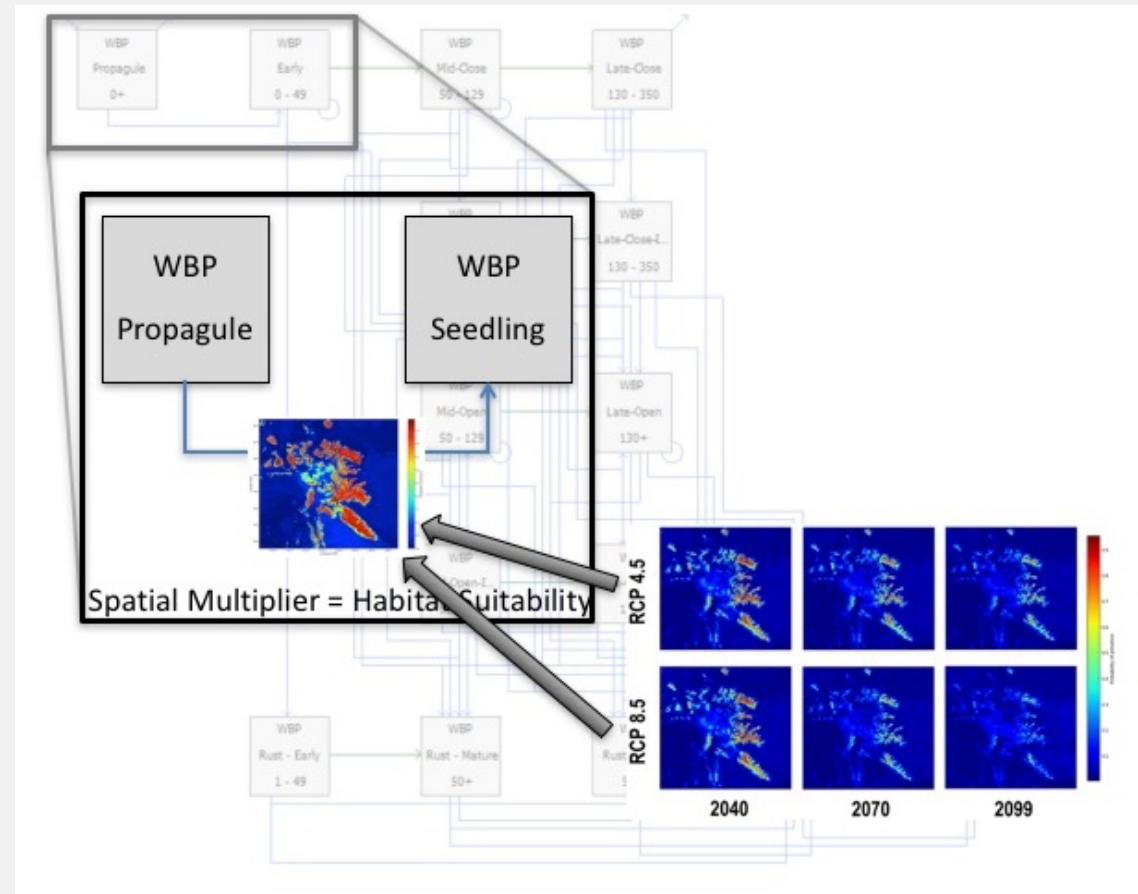 WBP
Propagule
0+
WBP
Early
0 - 49
WBP
Mid-Close
50 - 129
WBP
Late-Close
130 - 350
WBP
Propagule
WBP
Seedling
WBP
WBP
Late-Close-I...
130 - 350
WBP
Mid-Open
50 - 129
WBP
Late-Open
130+
WBP
Open-I...
Spatial Multiplier = Habitat Suitability
RCP 4.5
RCP 8.5
2040
2070
2099
Probability of presence
WBP
Rust - Early
1 - 49
WBP
Rust - Mature
50+
Rust